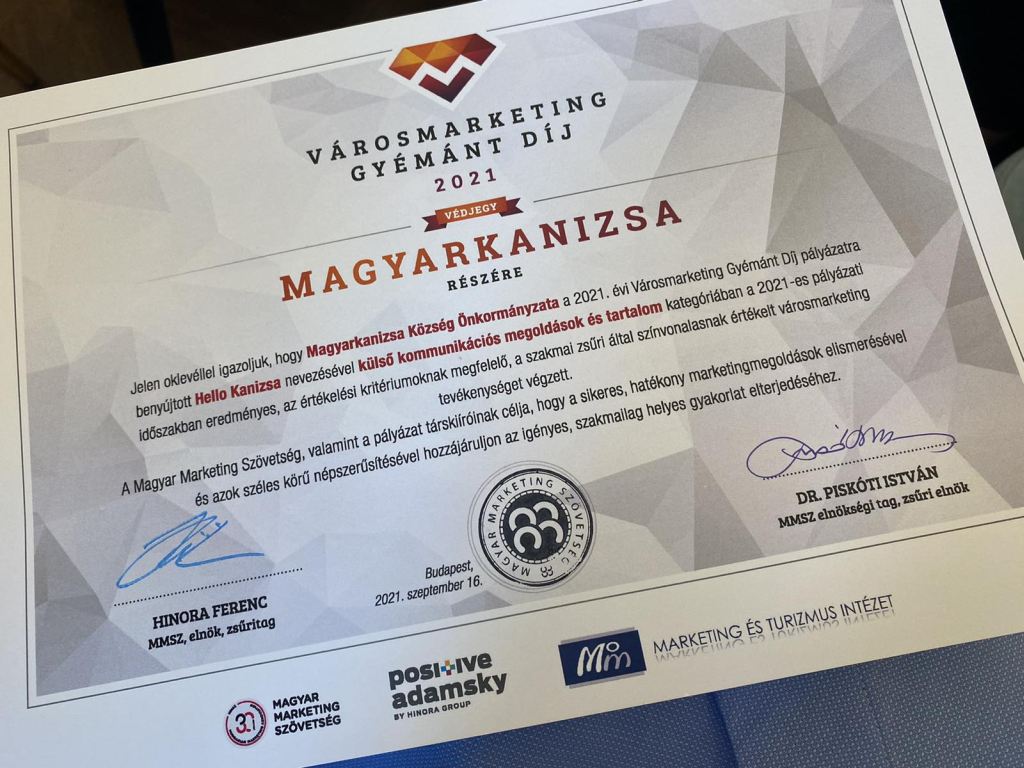 VÁROSMARKETING
GYÉMÁNT DÍJ
2021
VÉDJEGY
MAGYARKANIZSA
RÉSZÉRE
Jelen oklevéllel igazoljuk, hogy Magyarkanizsa Község Önkormányzata a 2021. évi Városmarketing Gyémánt Díj pályázatra
benyújtott Hello Kanizsa nevezésével külső kommunikációs megoldások és tartalom kategóriában a 2021-es pályázati
időszakban eredményes, az értékelési kritériumoknak megfelelő, a szakmai zsűri által színvonalasnak értékelt városmarketing
tevékenységet végzett.
A Magyar Marketing Szövetség, valamint a pályázat társkiíróinak célja, hogy a sikeres, hatékony marketingmegoldások elismerésével
és azok széles körű népszerűsítésével hozzájáruljon az igényes, szakmailag helyes gyakorlat elterjedéséhez.
HINORA FERENC
MMSZ, elnök, zsűritag
Budapest,
2021. szeptember 16.
MAGYAR MARKETING SZÖVETSÉG
DR. PISKÓTI ISTVÁN
MMSZ elnökségi tag, zsűri elnök
30
MAGYAR
MARKETING
SZÖVETSÉG
positive
adamsky
BY HINORA GROUP
MIM
MARKETING ÉS TURIZMUS INTÉZET